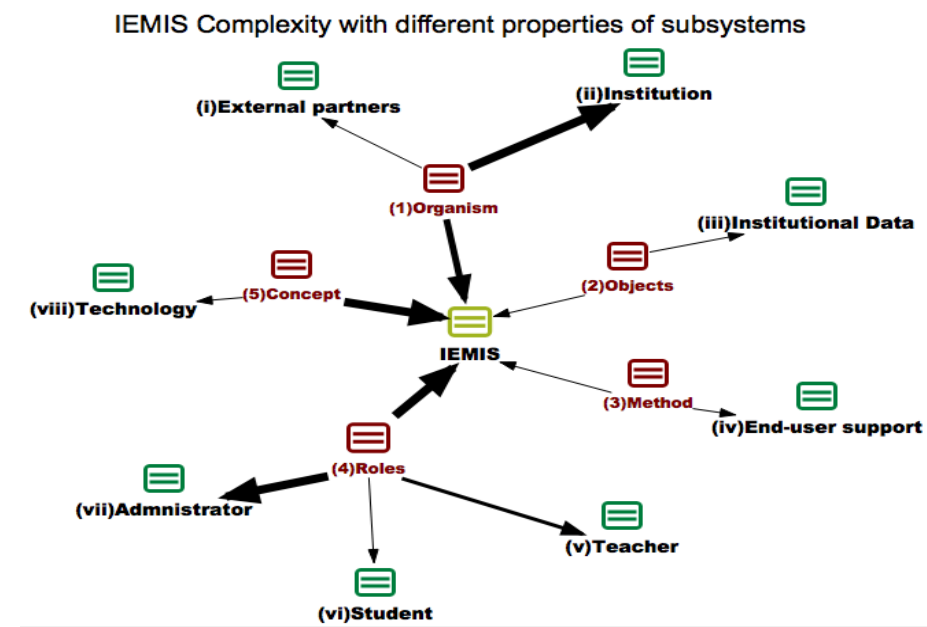 IEMIS Complexity with different properties of subsystems
(i)External partners
(ii)Institution
(1)Organism
(iii)Institutional Data
(2)Objects
(5)Concept
(viii)Technology
IEMIS
(3)Method
(iv)End-user support
(4)Roles
(vii)Admnistrator
(v)Teacher
(vi)Student